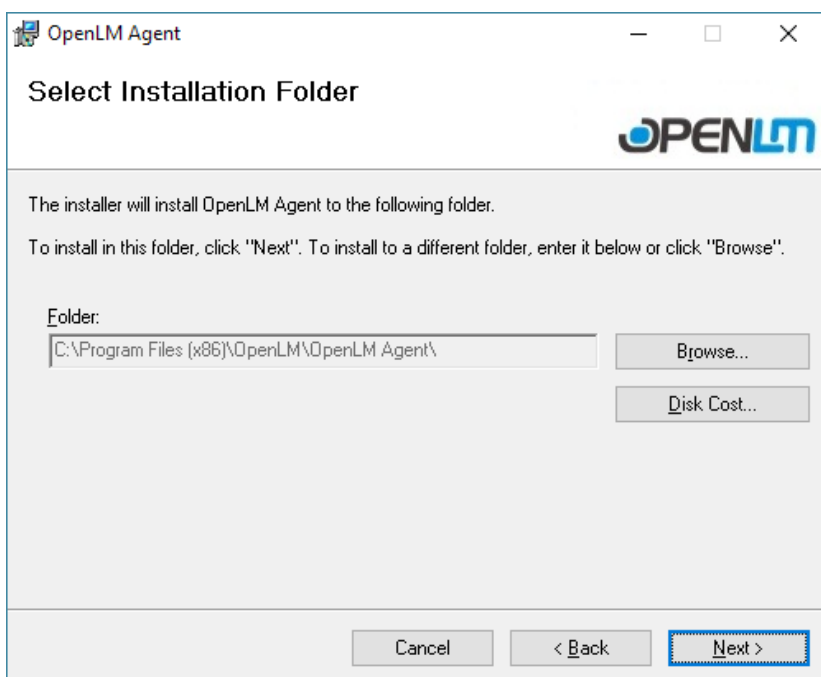 OpenLM Agent
Select Installation Folder
OPENLM
The installer will install OpenLM Agent to the following folder.
To install in this folder, click "Next". To install to a different folder, enter it below or click "Browse".
Folder:
C:\Program Files (x86)\OpenLM\OpenLM Agent\
Browse...
Disk Cost...
Cancel
< Back
Next >